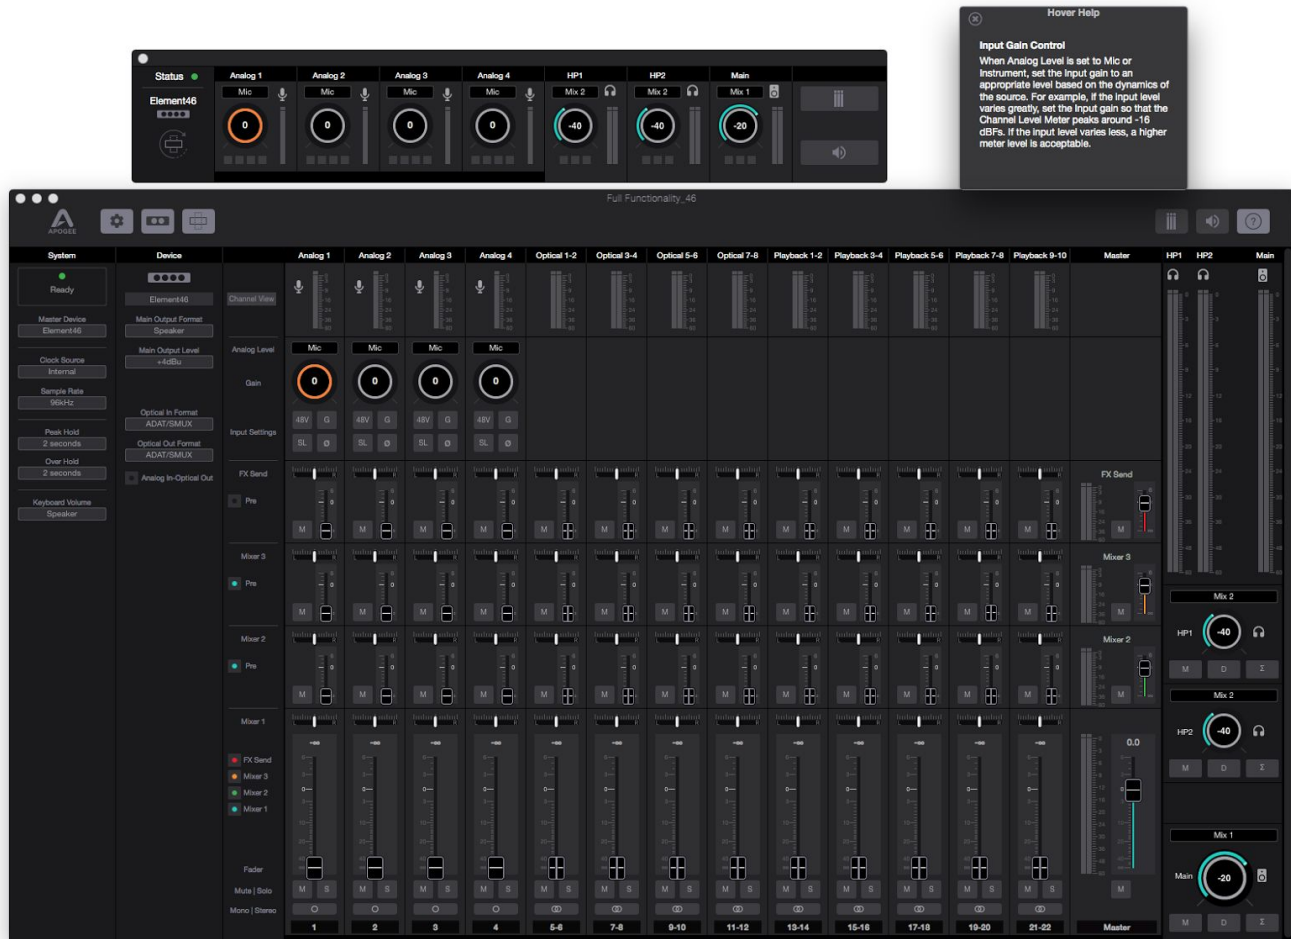 Hover Help
Input Gain Control
When Analog Level is set to Mic or
Instrument, set the Input gain to an
appropriate level based on the dynamics of
the source. For example, if the input level
varies greatly, set the Input gain so that the
Channel Level Meter peaks around -16
dBFs. If the input level varies less, a higher
meter level is acceptable.
Status Analog 1 Analog 2 Analog 3 Analog 4 HP1 HP2 Main
Element46 Mic Mic Mic Mic Mix 2 Mix 2 Mix 1
0 0 0 0 -40 -40 -20
Full Functionality_46
APOGEE
?
System Device Analog 1 Analog 2 Analog 3 Analog 4 Optical 1-2 Optical 3-4 Optical 5-6 Optical 7-8 Playback 1-2 Playback 3-4 Playback 5-6 Playback 7-8 Playback 9-10 Master HP1 HP2 Main
Ready
Element46 Channel View
Master Device Main Output Format
Element46 Speaker
Main Output Level Analog Level Mic Mic Mic Mic
Clock Source +4dBu
Internal
Gain 0 0 0 0
Sample Rate
96kHz
Optical In Format
ADAT/SMUX 48V G 48V G 48V G 48V G
Peak Hold Input Settings
2 seconds Optical Out Format SL Ø SL Ø SL Ø SL Ø
ADAT/SMUX
Over Hold
2 seconds Analog In-Optical Out FX Send FX Send
Keyboard Volume Pre
Speaker
M M M M M M M M M M M M M M
Mixer 3 Mixer 3
Pre
M M M M M M M M M M M M M M
Mix 2
HP1 -40
Mixer 2 Mixer 2
Pre
M D Σ
M M M M M M M M M M M M M M
Mix 2
Mixer 1
HP2 -40
-∞ -∞ -∞ -∞ -∞ -∞ -∞ -∞ -∞ -∞ -∞ -∞ -∞ 0.0
M D Σ
FX Send
Mixer 3
Mixer 2
Mixer 1
Mix 1
Main -20
Fader
Mute | Solo M S M S M S M S M S M S M S M S M S M S M S M S M S M
Mono | Stereo
M D Σ
1 2 3 4 5-6 7-8 9-10 11-12 13-14 15-16 17-18 19-20 21-22 Master